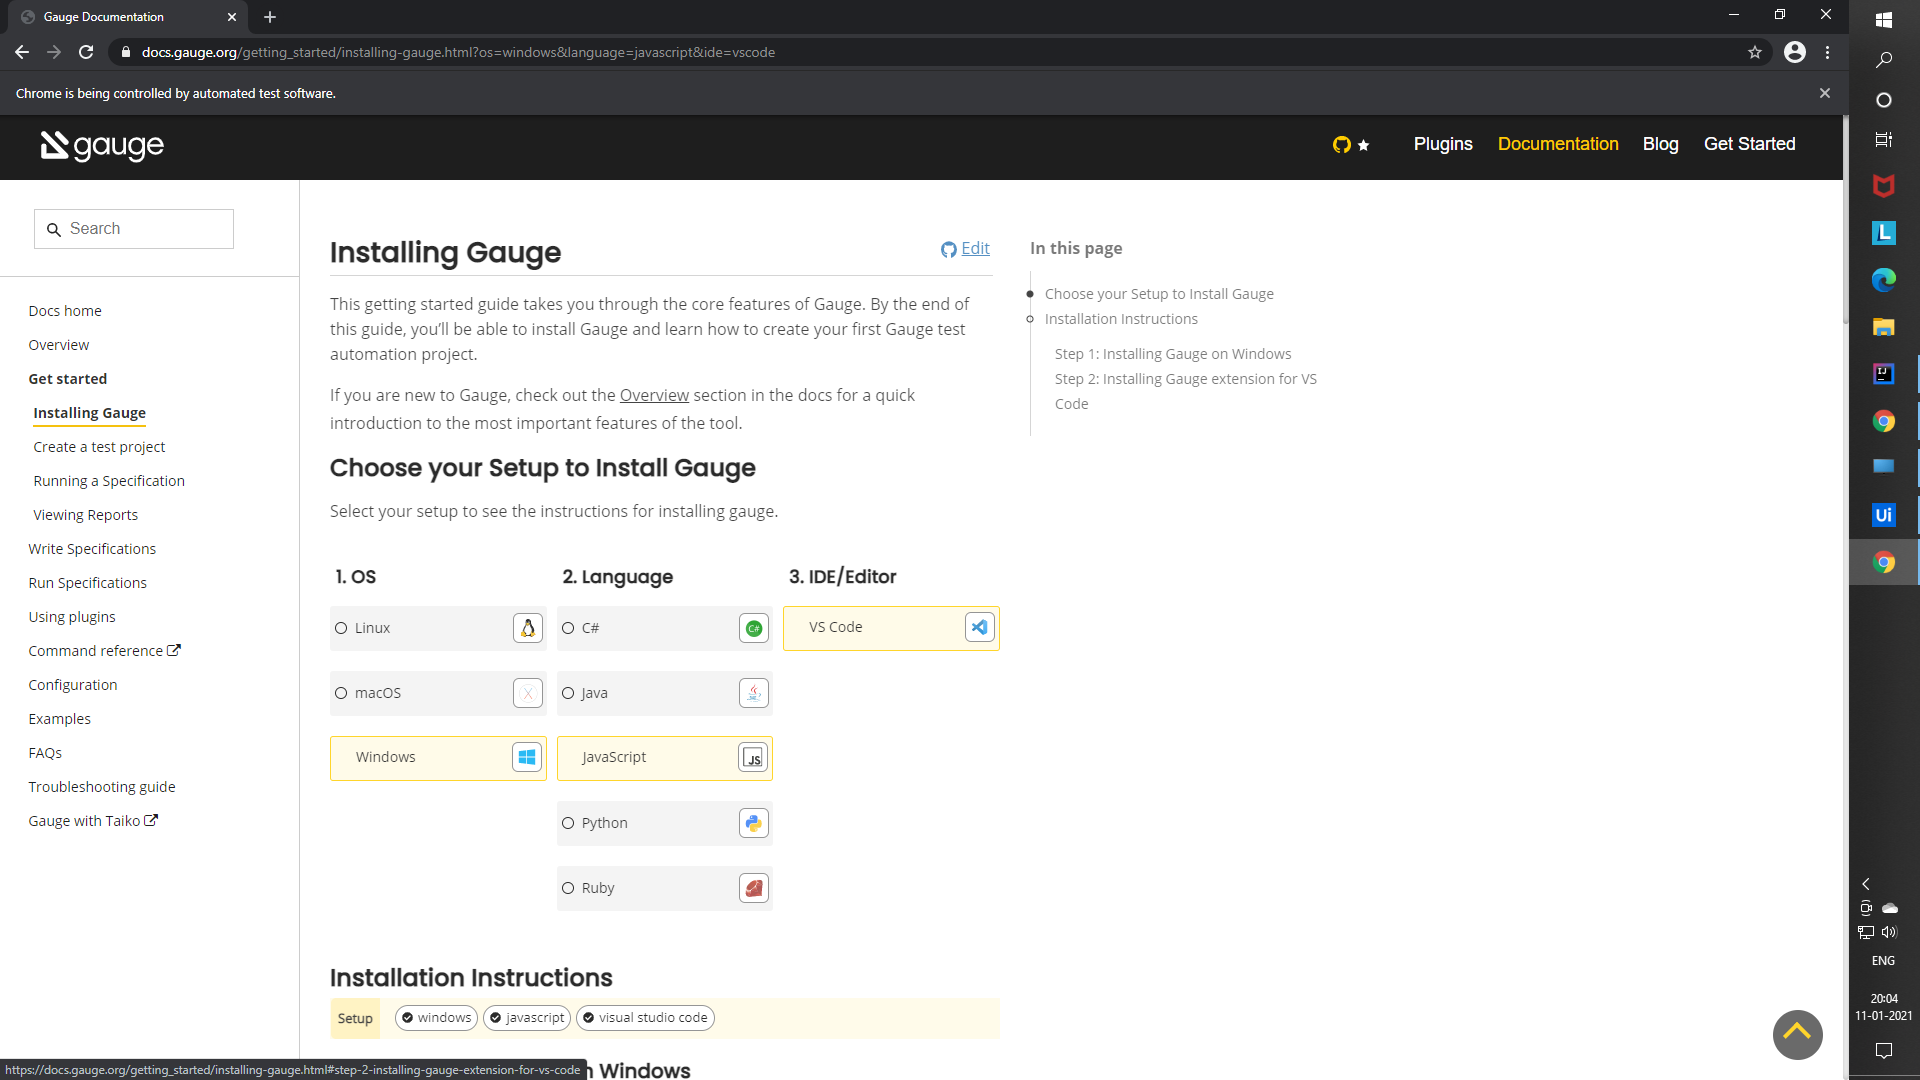 Gauge Documentation
docs.gauge.org/getting_started/installing-gauge.html?os=windows&language=javascript&ide=vscode
Chrome is being controlled by automated test software.
gauge
Plugins
Documentation
Blog
Get Started
Search
Docs home
Overview
Get started
Installing Gauge
Create a test project
Running a Specification
Viewing Reports
Write Specifications
Run Specifications
Using plugins
Command reference
Configuration
Examples
FAQs
Troubleshooting guide
Gauge with Taiko
Installing Gauge
Edit
This getting started guide takes you through the core features of Gauge. By the end of
this guide, you'll be able to install Gauge and learn how to create your first Gauge test
automation project.
If you are new to Gauge, check out the Overview section in the docs for a quick
introduction to the most important features of the tool.
Choose your Setup to Install Gauge
Select your setup to see the instructions for installing gauge.
1. OS
Linux
macOS
X
Windows
2. Language
C#
C#
Java
JavaScript
JS
Python
Ruby
3. IDE/Editor
VS Code
Installation Instructions
Setup
windows
javascript
visual studio code
n Windows
In this page
Choose your Setup to Install Gauge
Installation Instructions
Step 1: Installing Gauge on Windows
Step 2: Installing Gauge extension for VS
Code
https://docs.gauge.org/getting_started/installing-gauge.html#step-2-installing-gauge-extension-for-vs-code
L
IJ
Ui
ENG
20:04
11-01-2021